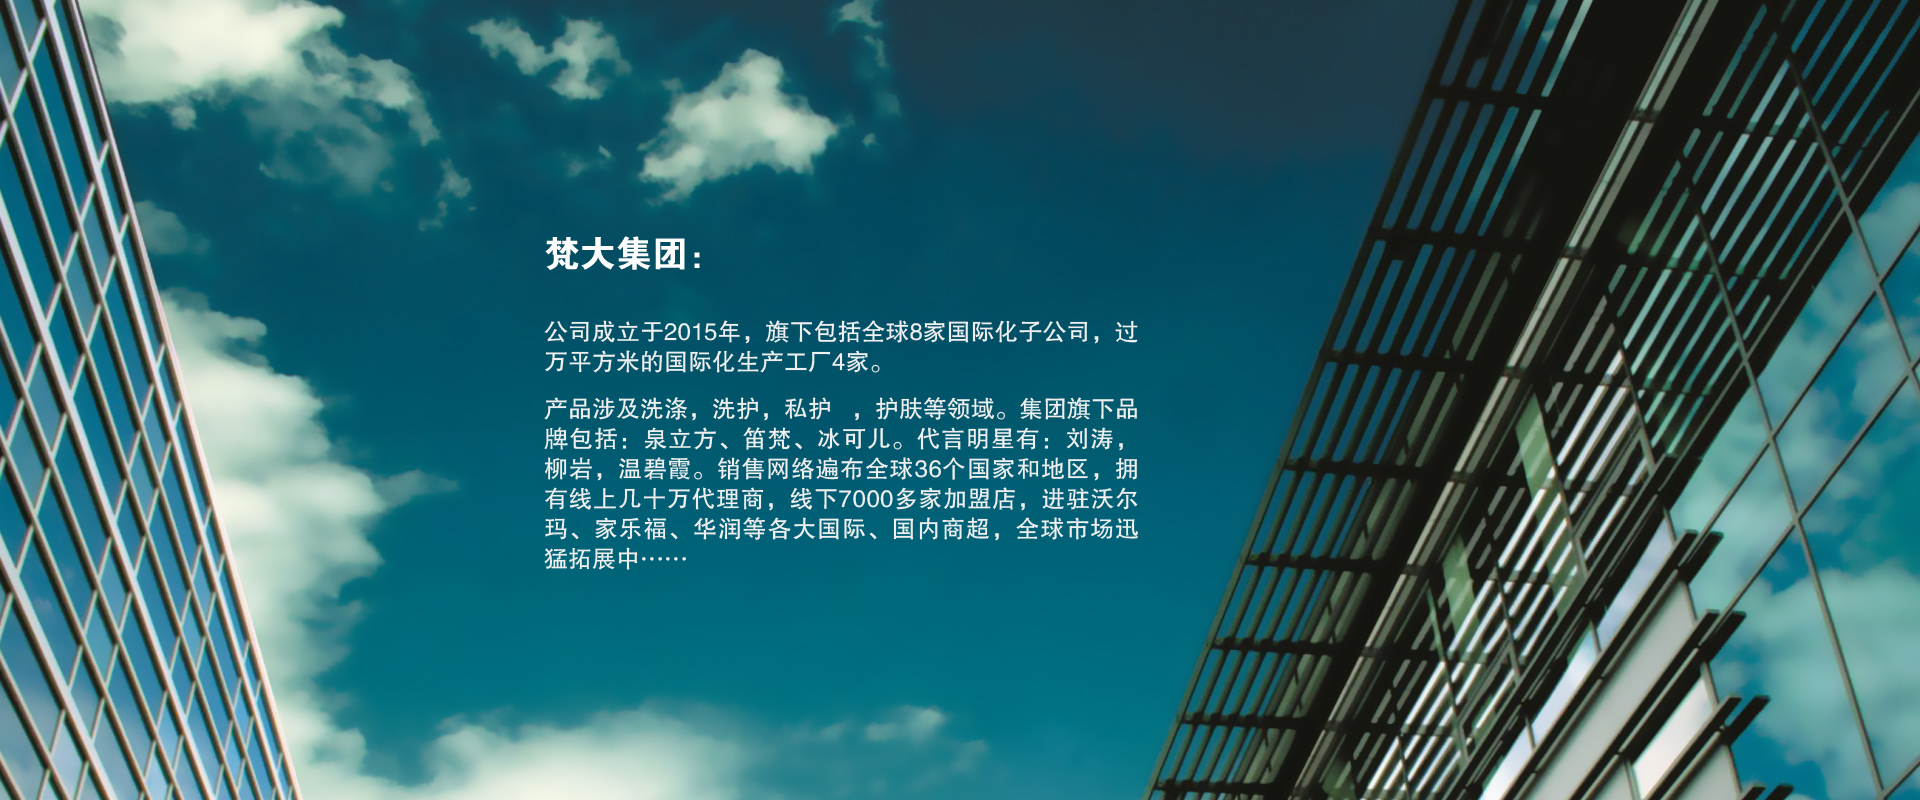 梵大集团：
公司成立于2015年，旗下包括全球8家国际化子公司，过
万平方米的国际化生产工厂4家。
产品涉及洗涤，洗护，私护 ，护肤等领域。集团旗下品
牌包括：泉立方、笛梵、冰可儿。代言明星有：刘涛，
柳岩，温碧霞。销售网络遍布全球36个国家和地区，拥
有线上几十万代理商，线下7000多家加盟店，进驻沃尔
玛、家乐福、华润等各大国际、国内商超，全球市场迅
猛拓展中……